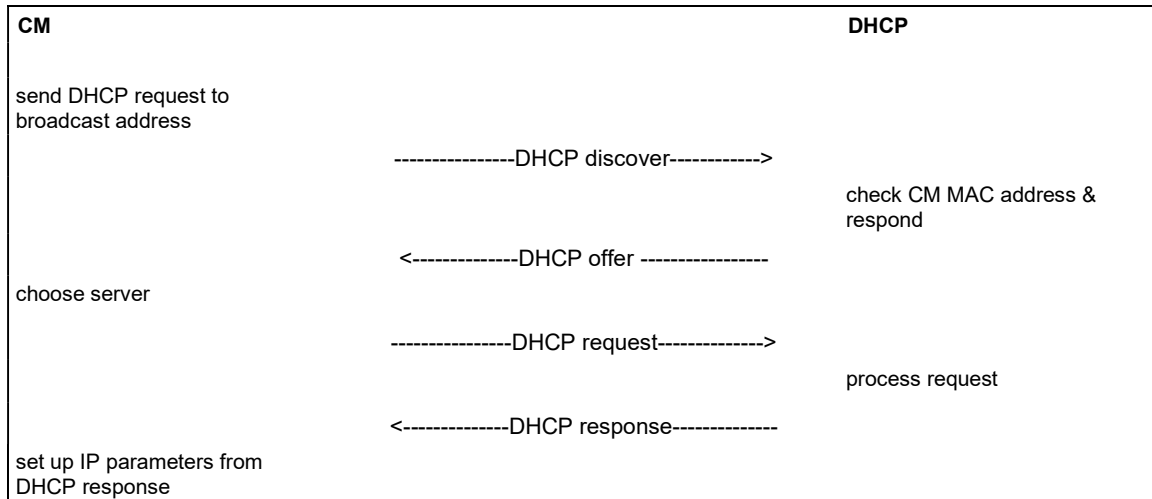 CM DHCP
send DHCP request to
broadcast address
----------------DHCP discover------------>
check CM MAC address &
respond
<--------------DHCP offer -----------------
choose server
----------------DHCP request-------------->
process request
<--------------DHCP response--------------
set up IP parameters from
DHCP response